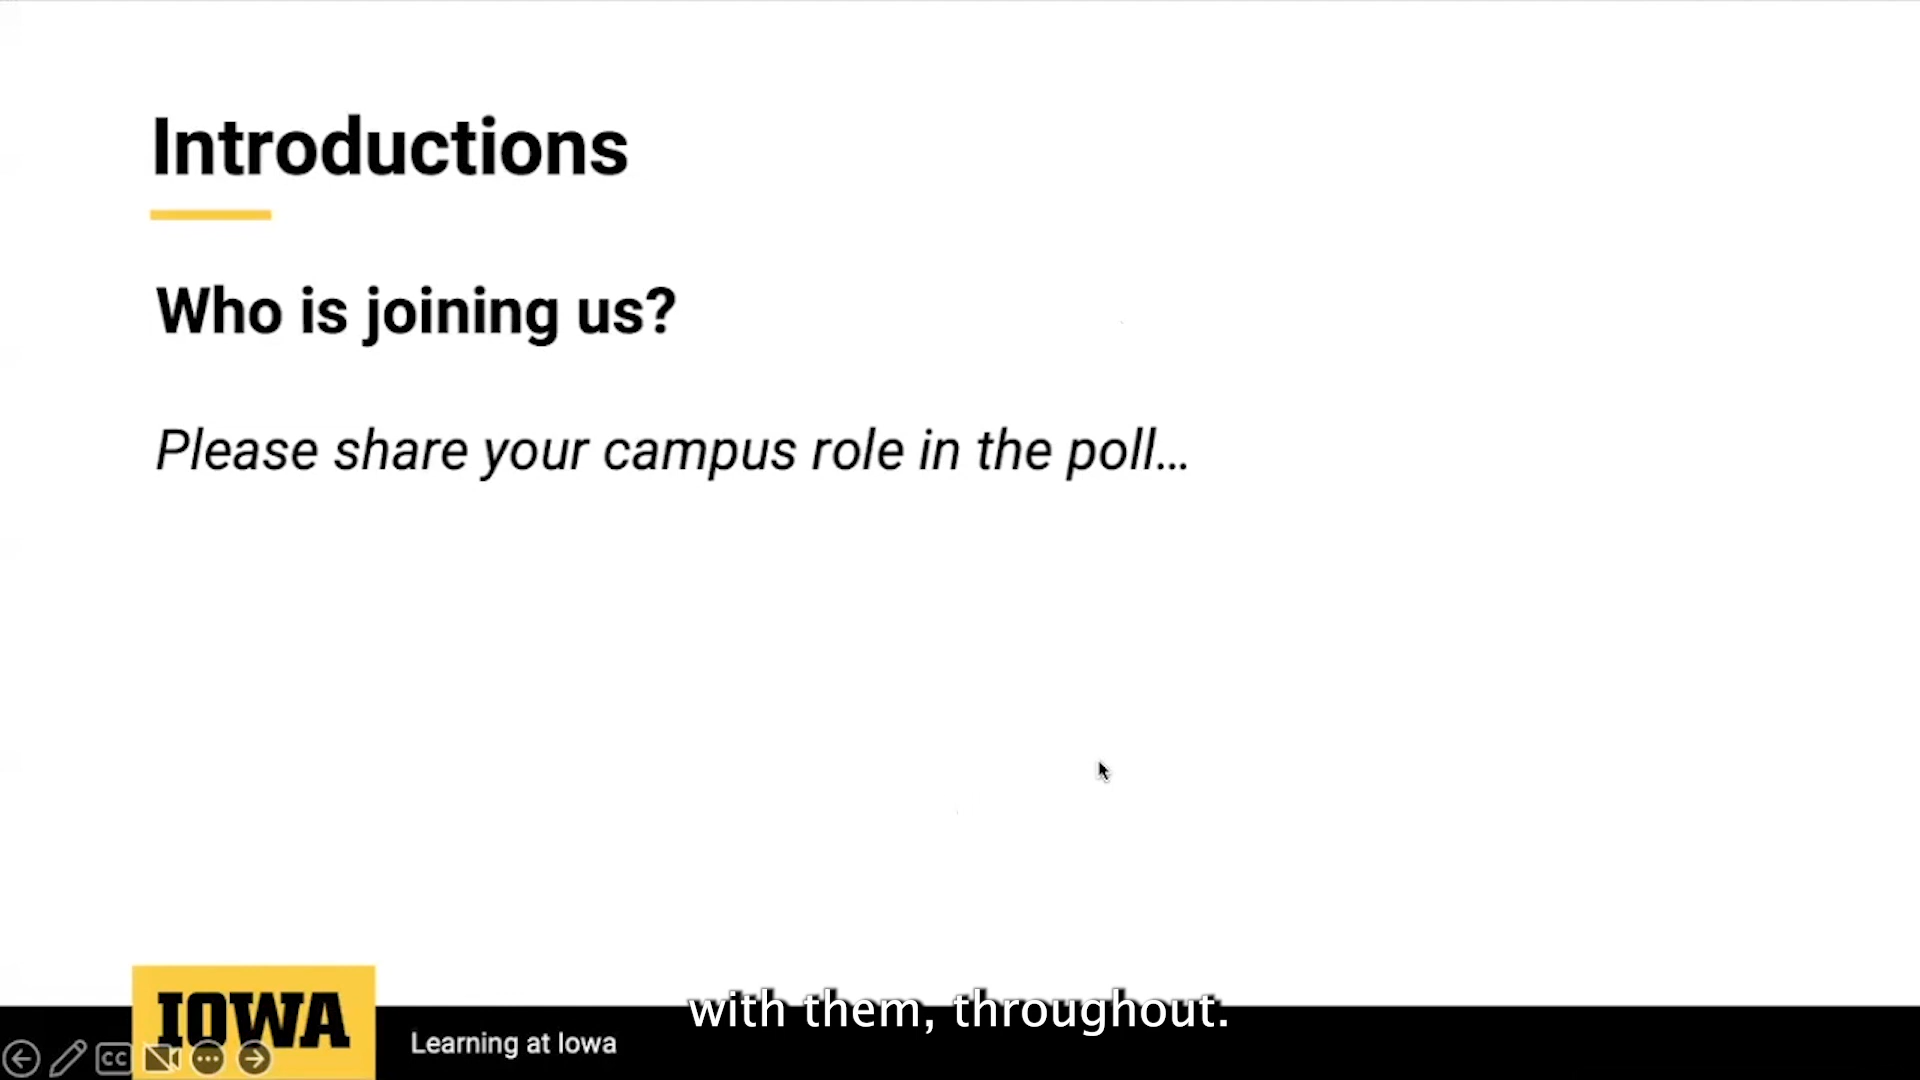 Introductions
Who is joining us?
Please share your campus role in the poll…
with them, throughout.
IOWA
Learning at Iowa
CC